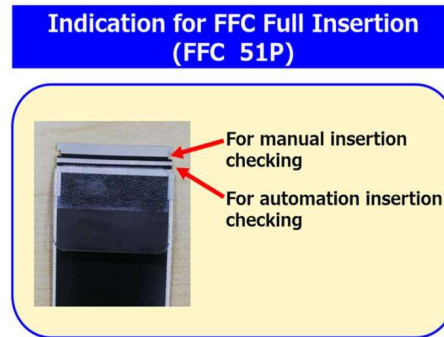 Indication for FFC Full Insertion
(FFC 51P)
For manual insertion
checking
For automation insertion
checking